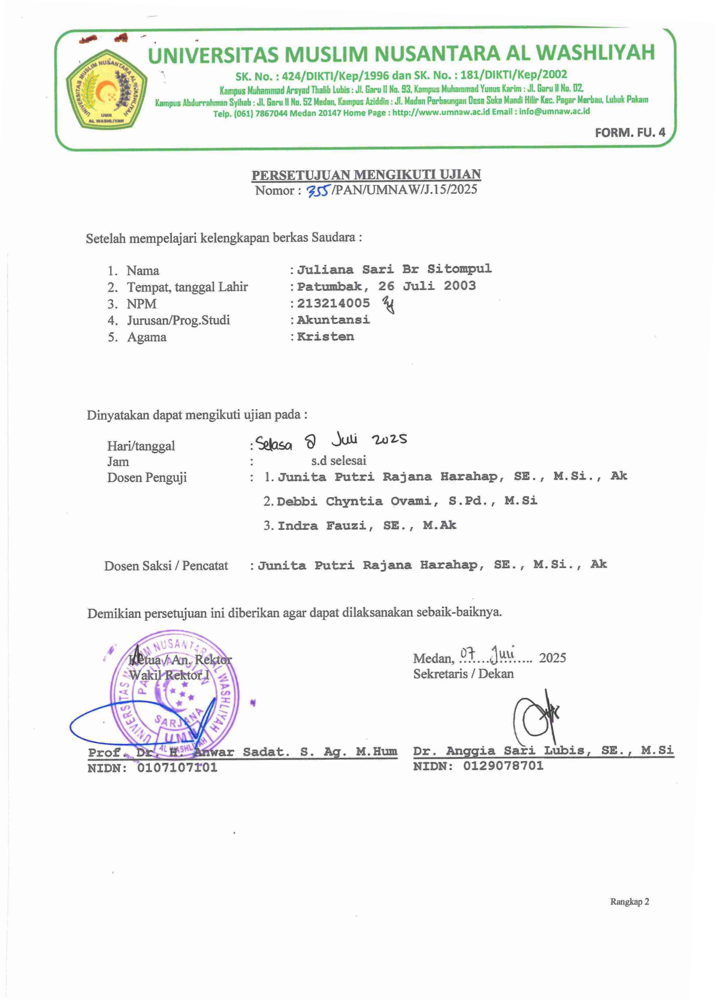 UNIVERSITAS MUSLIM NUSANTARA AL WASHLIYAH
SK. No. : 424/DIKTI/Kep/1996 dan SK. No. : 181/DIKTI/Kep/2002
Kampus Muhammad Arsyad Thalib Lubis : Jl. Garu II No. 93, Kampus Muhammad Yunus Karim : Jl. Garu II No. 02,
Kampus Abdurrahman Syihab : Jl. Garu II No. 52 Medan, Kampus Aziddin : Jl. Medan Perbaungan Desa Suka Mandi Hilir Kec. Pagar Merbau, Lubuk Pakam
Telp. (061) 7867044 Medan 20147 Home Page : http://www.umnaw.ac.id Email : info@umnaw.ac.id
UNIVERSITAS MUSLIM NUSANTARA AL WASHLIYAH
UMN
AL WASHLIYAH
FORM. FU. 4
PERSETUJUAN MENGIKUTI UJIAN
Nomor : 355/PAN/UMNAW/J.15/2025
Setelah mempelajari kelengkapan berkas Saudara :
1. Nama : Juliana Sari Br Sitompul
2. Tempat, tanggal Lahir : Patumbak, 26 Juli 2003
3. NPM : 213214005
4. Jurusan/Prog.Studi : Akuntansi
5. Agama : Kristen
Dinyatakan dapat mengikuti ujian pada :
Hari/tanggal : Selasa 8 Juli 2025
Jam : s.d selesai
Dosen Penguji : 1. Junita Putri Rajana Harahap, SE., M.Si., Ak
2. Debbi Chyntia Ovami, S.Pd., M.Si
3. Indra Fauzi, SE., M.Ak
Dosen Saksi / Pencatat : Junita Putri Rajana Harahap, SE., M.Si., Ak
Demikian persetujuan ini diberikan agar dapat dilaksanakan sebaik-baiknya.
Medan, 07 Juli 2025
Ketua / An. Rektor Sekretaris / Dekan
Wakil Rektor I
UNIVERSITAS MUSLIM NUSANTARA AL WASHLIYAH
PANITIA UJIAN
SARJANA
UMN
AL WASHLIYAH
Prof. Dr. H. Anwar Sadat. S. Ag. M.Hum Dr. Anggia Sari Lubis, SE., M.Si
NIDN: 0107107101 NIDN: 0129078701
Rangkap 2